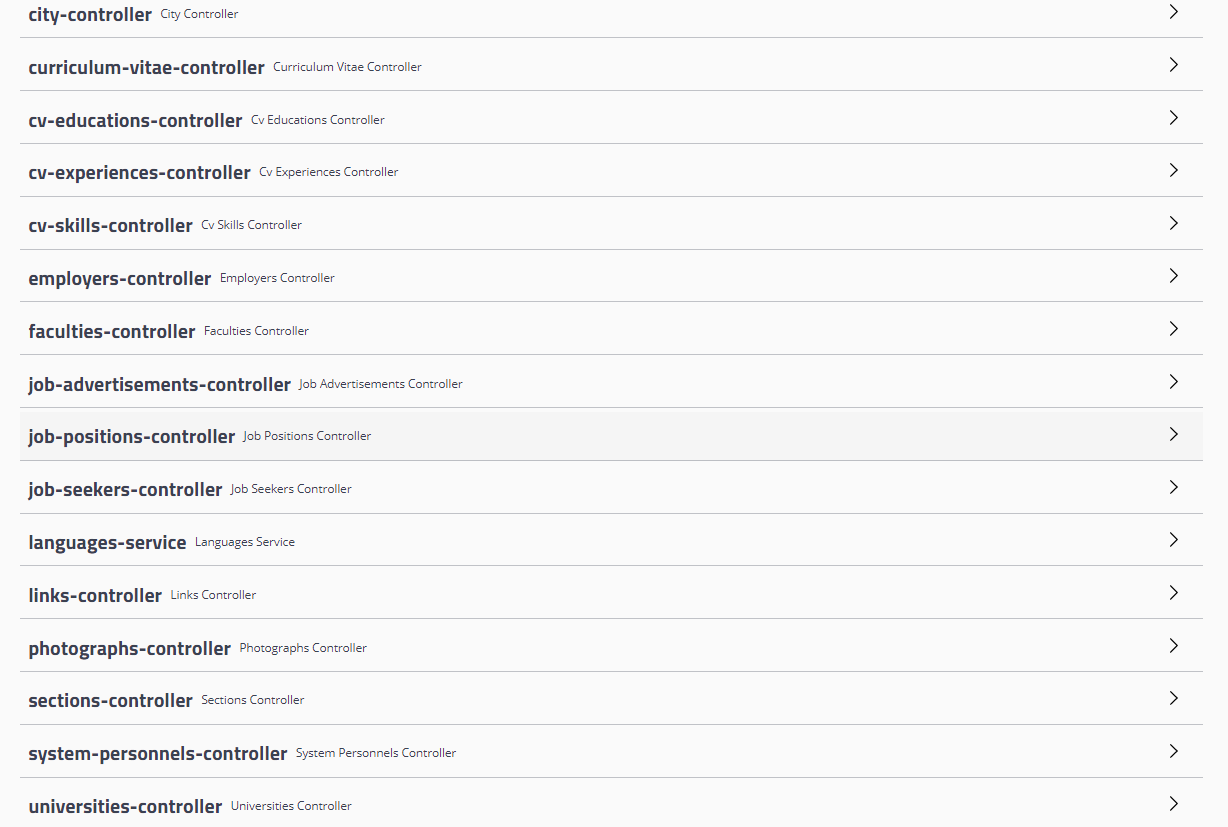 city-controller City Controller
curriculum-vitae-controller Curriculum Vitae Controller
cv-educations-controller Cv Educations Controller
cv-experiences-controller Cv Experiences Controller
cv-skills-controller Cv Skills Controller
employers-controller Employers Controller
faculties-controller Faculties Controller
job-advertisements-controller Job Advertisements Controller
job-positions-controller Job Positions Controller
job-seekers-controller Job Seekers Controller
languages-service Languages Service
links-controller Links Controller
photographs-controller Photographs Controller
sections-controller Sections Controller
system-personnels-controller System Personnels Controller
universities-controller Universities Controller